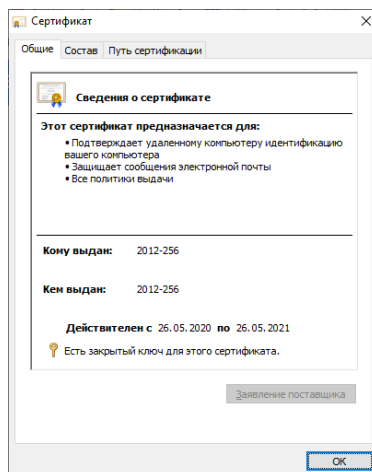 Сертификат
Общие Состав Путь сертификации
Сведения о сертификате
Этот сертификат предназначается для:
• Подтверждает удаленному компьютеру идентификацию
вашего компьютера
• Защищает сообщения электронной почты
• Все политики выдачи
Кому выдан: 2012-256
Кем выдан: 2012-256
Действителен с 26.05.2020 по 26.05.2021
Есть закрытый ключ для этого сертификата.
Заявление поставщика
OK